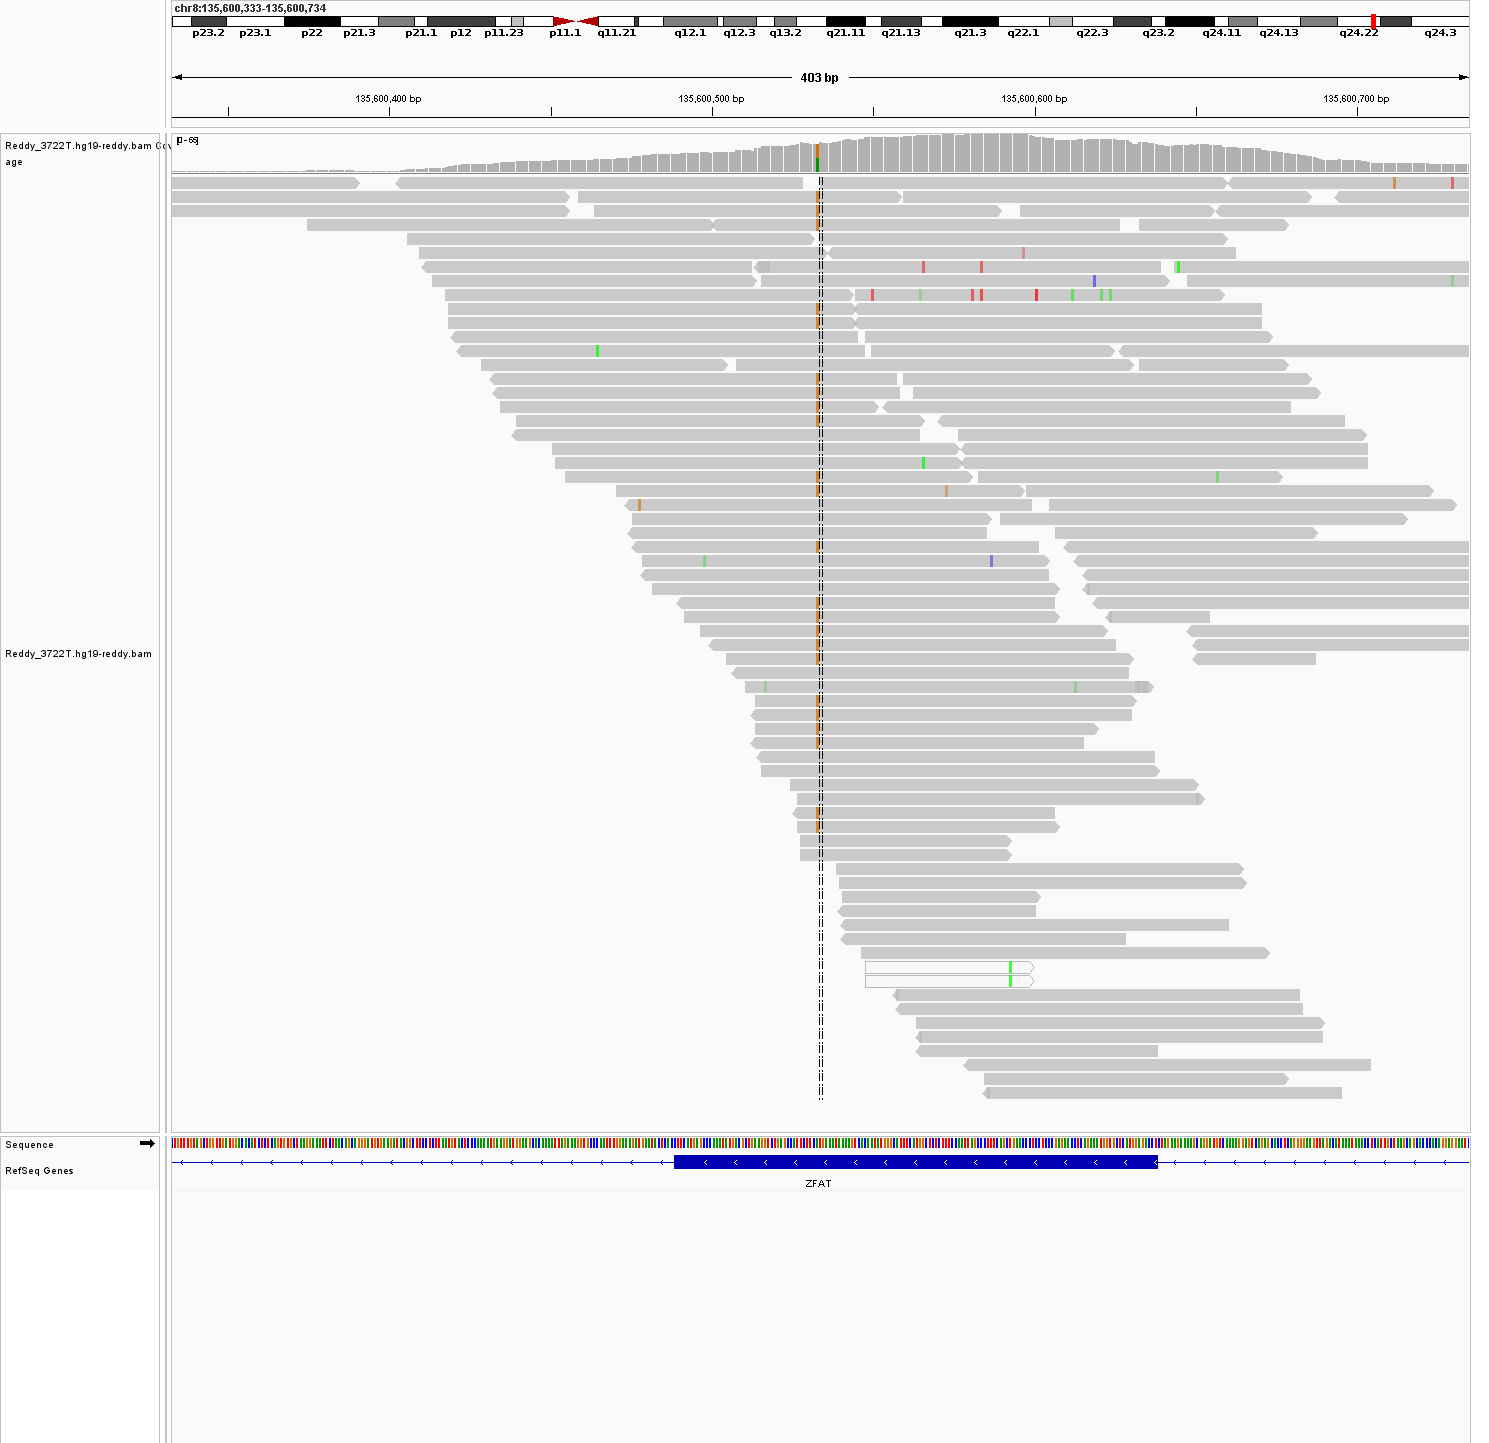 chr8:135,600,333-135,600,734
p23.2 p23.1 p22 p21.3 p21.1 p12 p11.23 p11.1 q11.21 q12.1 q12.3 q13.2 q21.11 q21.13 q21.3 q22.1 q22.3 q23.2 q24.11 q24.13 q24.22 q24.3
403 bp
135,600,400 bp 135,600,500 bp 135,600,600 bp 135,600,700 bp
Reddy_3722T.hg19-reddy.bam Cov
age
Reddy_3722T.hg19-reddy.bam
Sequence
RefSeq Genes
ZFAT